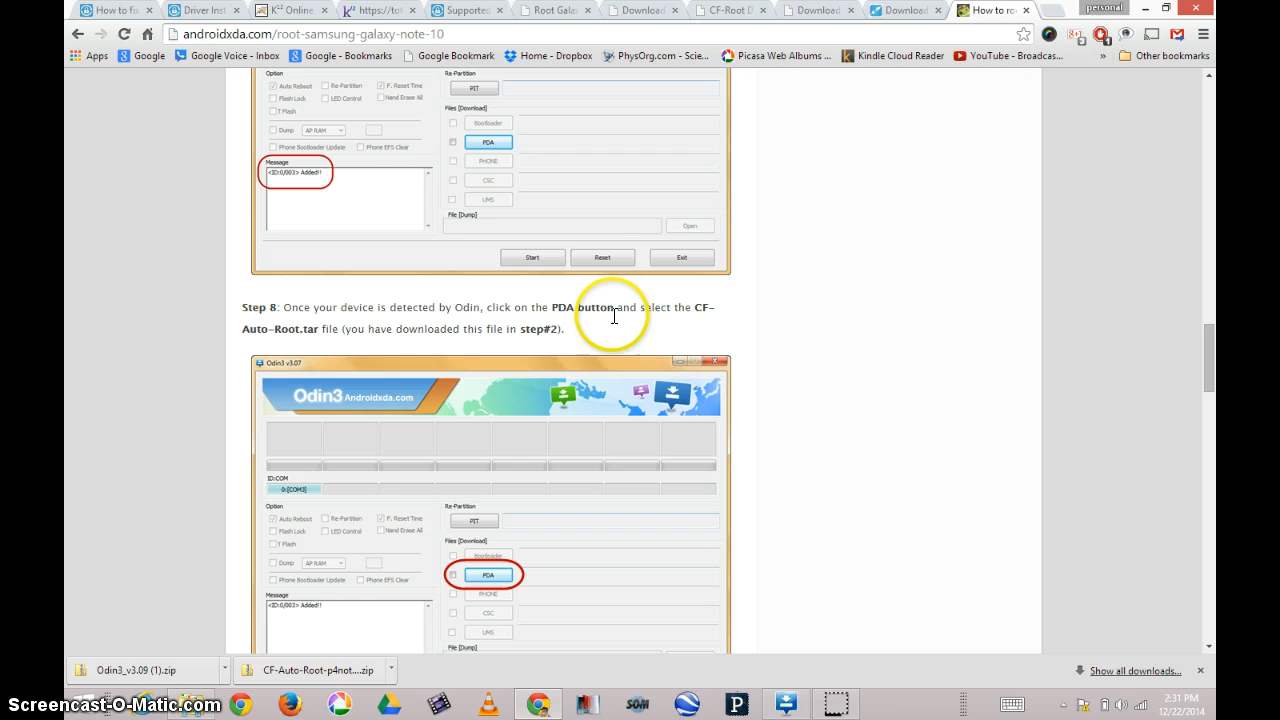 How to fix
Driver Inst
K¹² Online
https://tot
Supported
Root Gala
Download
CF-Root D
Download
Download
How to ro
personal
androidxda.com/root-samsung-galaxy-note-10
Apps
Google
Google Voice - Inbox
Google - Bookmarks
Google Bookmark
Home - Dropbox
PhysOrg.com - Scie...
Picasa Web Albums ...
Kindle Cloud Reader
YouTube - Broadcas...
»
Other bookmarks
Option
Re-Partition
Auto Reboot
Re-Partition
F. Reset Time
PIT
Flash Lock
LED Control
Nand Erase All
Files [Download]
T Flash
Bootloader
Dump
AP RAM
PDA
Phone Bootloader Update
Phone EFS Clear
PHONE
Message
<ID:0/003> Added!!
CSC
UMS
File [Dump]
Open
Start
Reset
Exit
Step 8: Once your device is detected by Odin, click on the PDA button and select the CF-
Auto-Root.tar file (you have downloaded this file in step#2).
Odin3 v3.07
Odin3 Androidxda.com
ID:COM
0:[COM3]
Option
Re-Partition
Auto Reboot
Re-Partition
F. Reset Time
PIT
Flash Lock
LED Control
Nand Erase All
Files [Download]
T Flash
Bootloader
Dump
AP RAM
PDA
Phone Bootloader Update
Phone EFS Clear
PHONE
Message
<ID:0/003> Added!!
CSC
UMS
File [Dump]
Odin3_v3.09 (1).zip
CF-Auto-Root-p4not....zip
Show all downloads...
Screencast-O-Matic.com
SOM
P
2:31 PM
12/22/2014